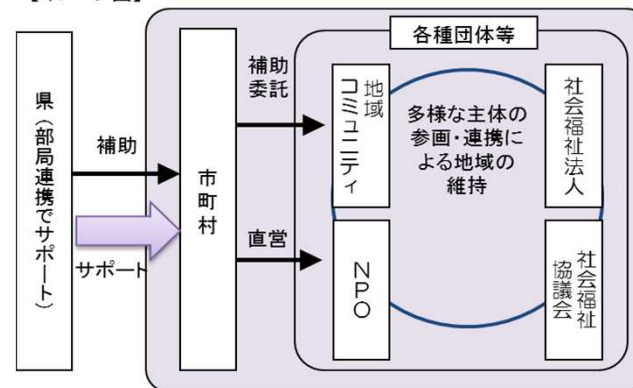 県（部局連携でサポート）
補助
サポート
市町村
補助
委託
直営
各種団体等
地域
コミュニティ
多様な主体の
参画・連携に
よる地域の
維持
社会福祉法人
NPO
社会福祉
協議会